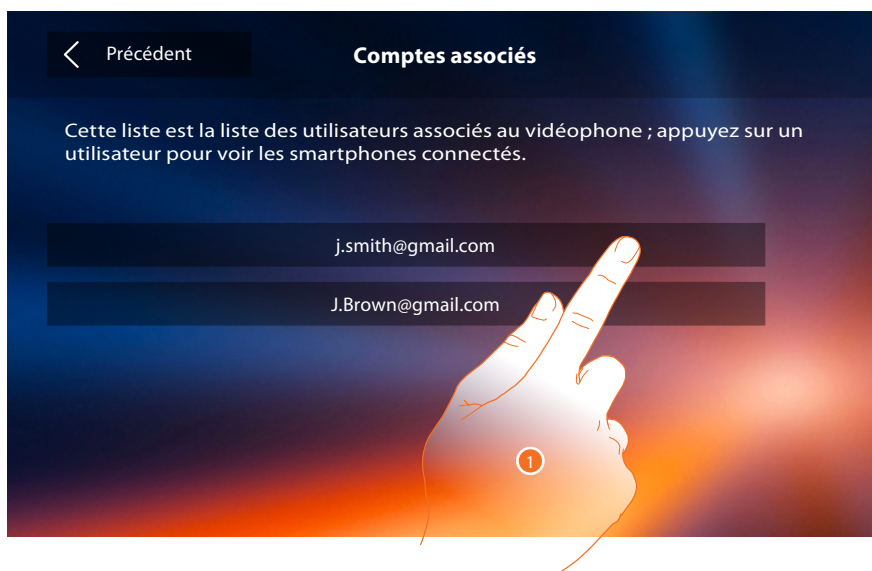 Précédent
Comptes associés
Cette liste est la liste des utilisateurs associés au vidéophone ; appuyez sur un
utilisateur pour voir les smartphones connectés.
j.smith@gmail.com
J.Brown@gmail.com
1